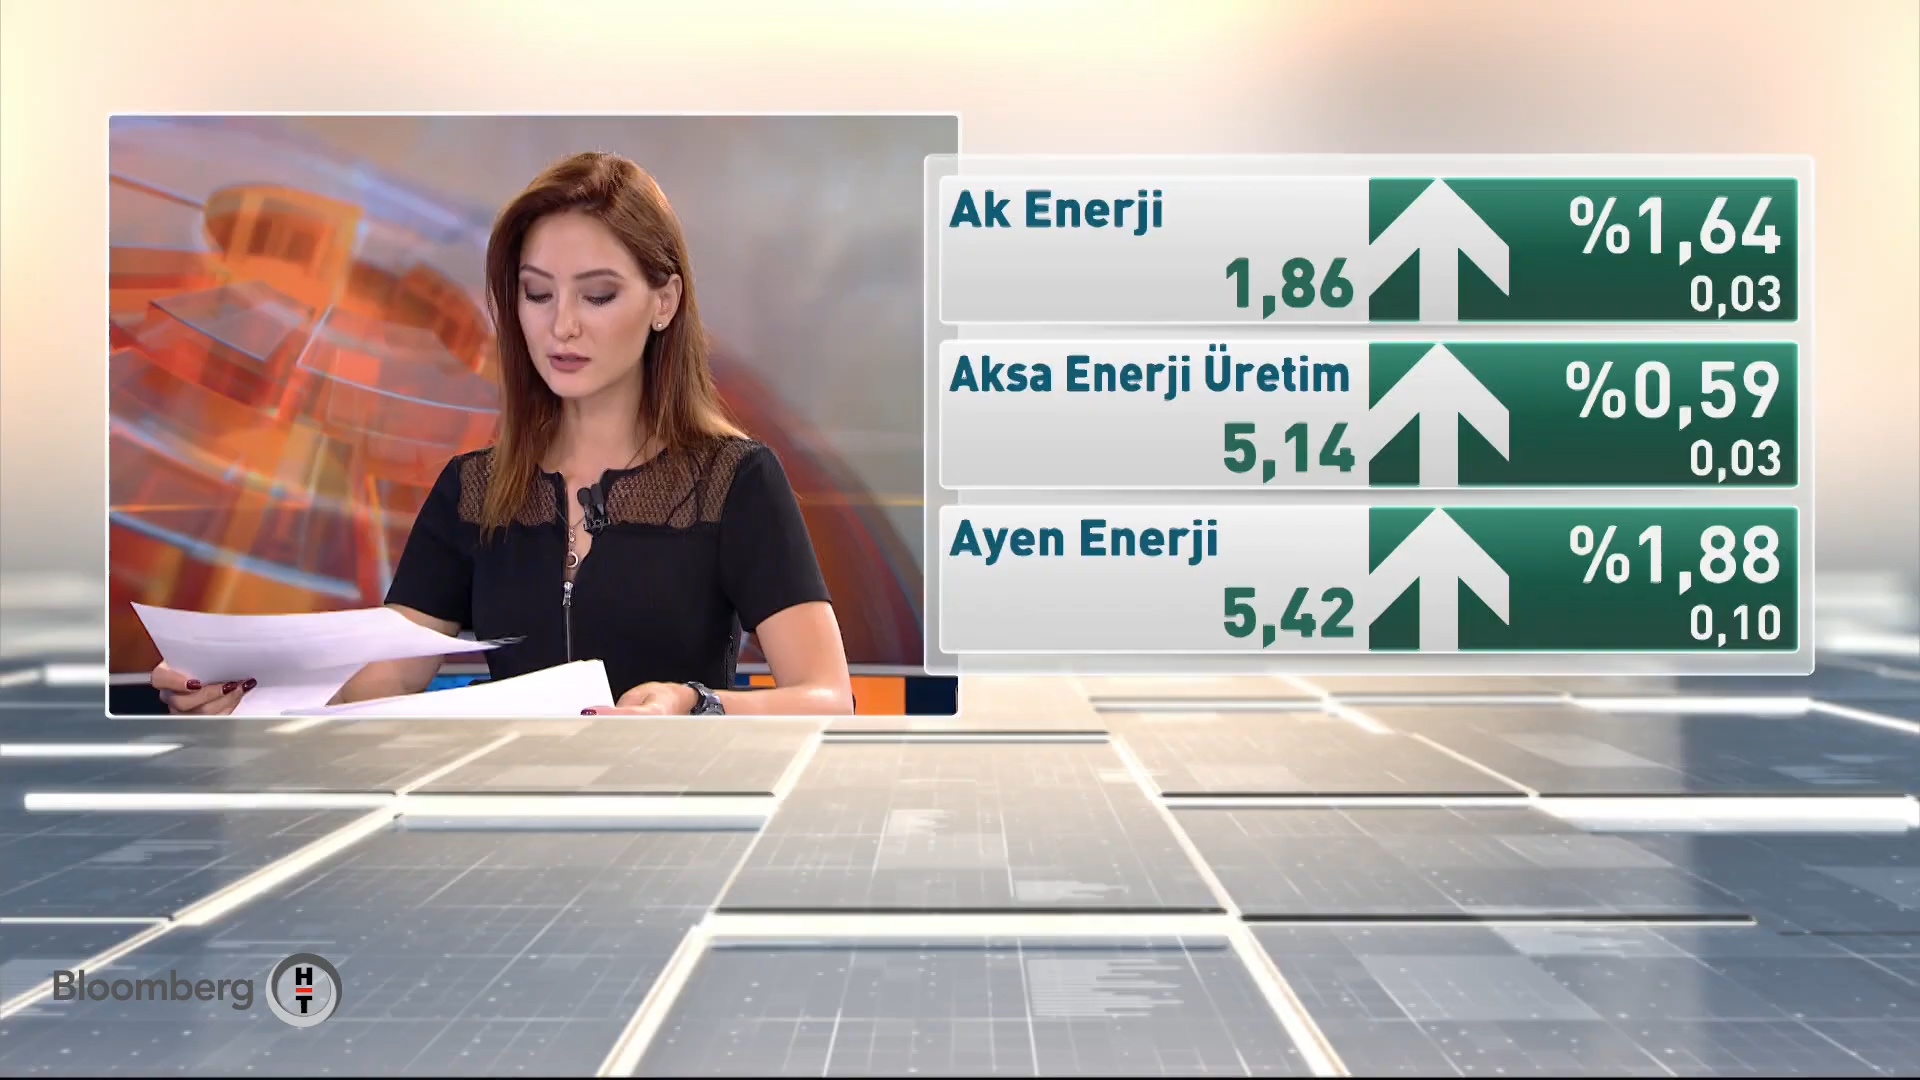 Ak Enerji
1,86
%1,64
0,03
Aksa Enerji Üretim
5,14
%0,59
0,03
Ayen Enerji
5,42
%1,88
0,10
Bloomberg HT